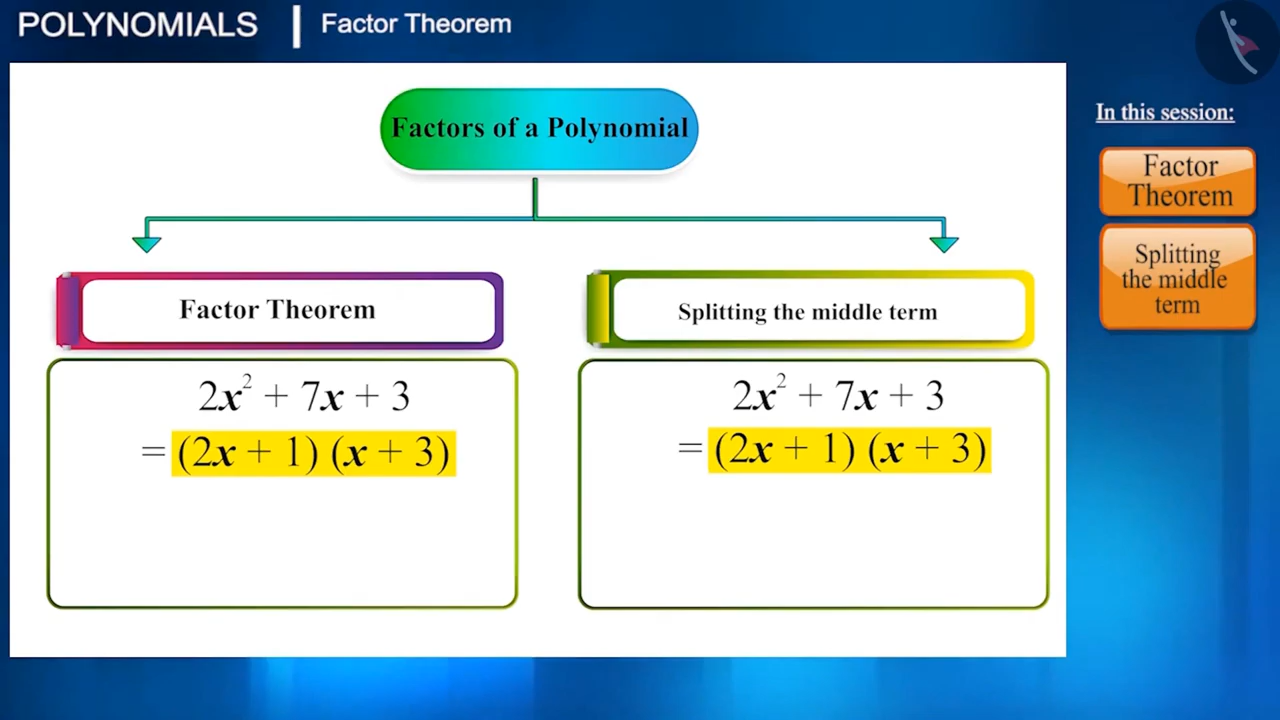 POLYNOMIALS | Factor Theorem
In this session:
Factor
Theorem
Splitting
the middle
term
Factors of a Polynomial
Factor Theorem
2x² + 7x + 3
= (2x + 1) (x + 3)
Splitting the middle term
2x² + 7x + 3
= (2x + 1) (x + 3)